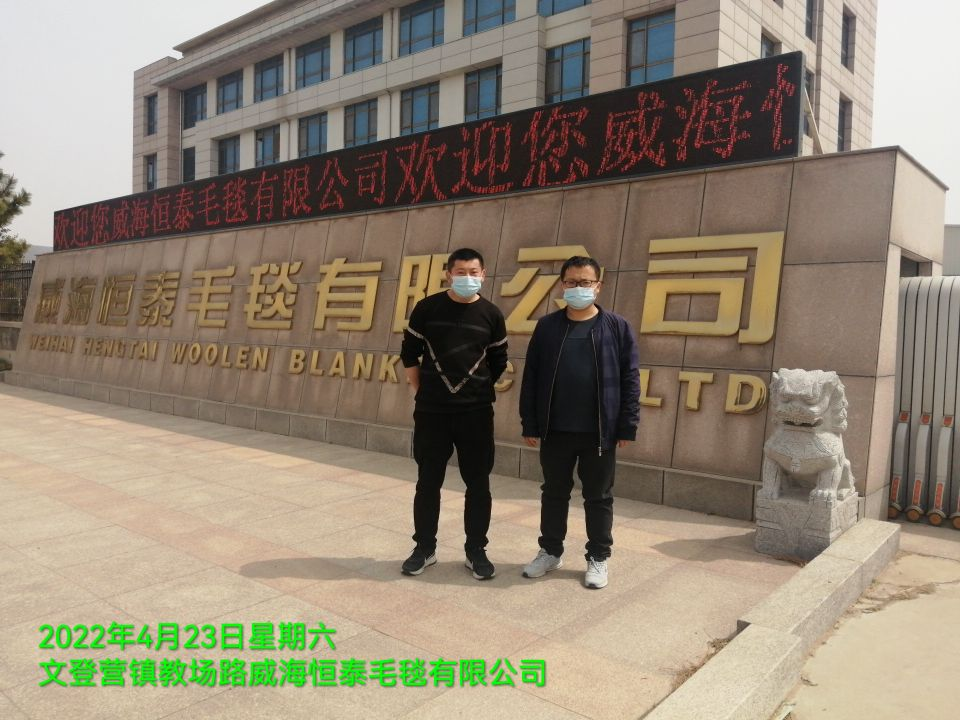 欢迎您威海恒泰毛毯有限公司欢迎您威海
威海恒泰毛毯有限公司
WEIHAI HENGTAI WOOLEN BLANK LTD
2022年4月23日星期六
文登营镇教场路威海恒泰毛毯有限公司